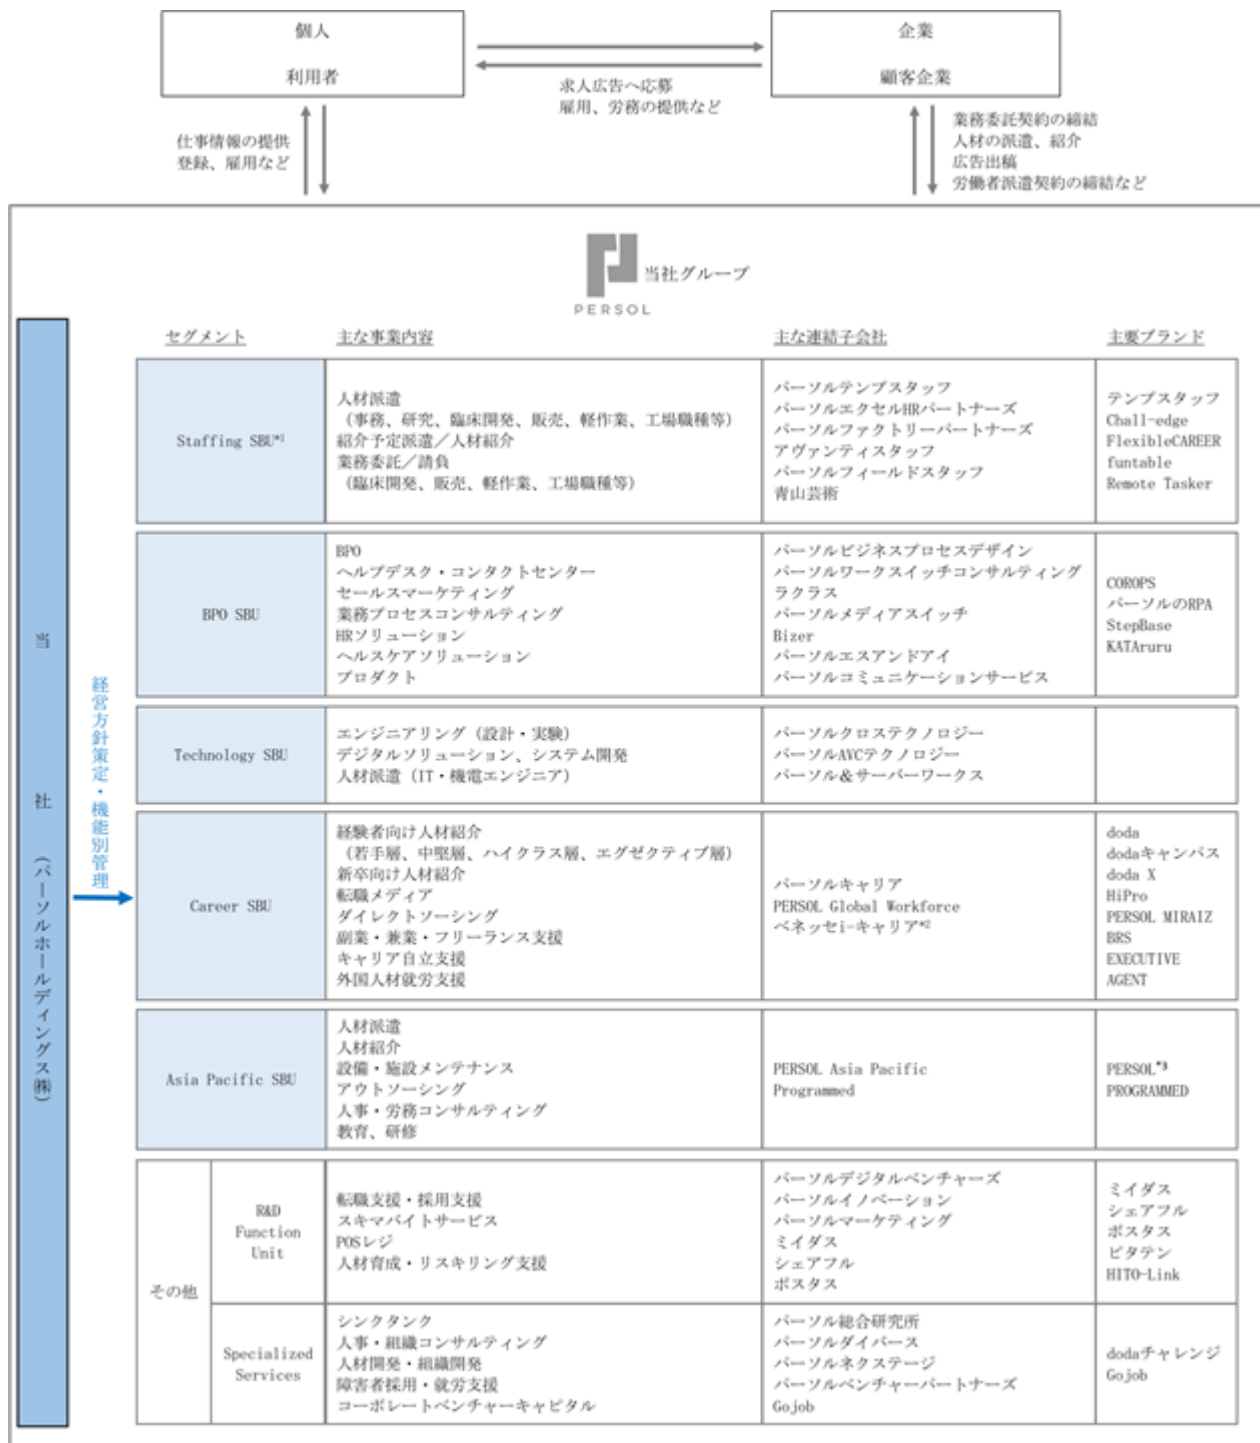 個人
利用者
企業
顧客企業
求人広告へ応募
雇用、労務の提供など
仕事情報の提供
登録、雇用など
業務委託契約の締結
人材の派遣、紹介
広告出稿
労働者派遣契約の締結など
PERSOL
当社グループ
当社(パーソルホールディングス㈱)
経営方針策定・機能別管理
セグメント
主な事業内容
主な連結子会社
主要ブランド
Staffing SBU*1
人材派遣
(事務、研究、臨床開発、販売、軽作業、工場職種等)
紹介予定派遣/人材紹介
業務委託/請負
(臨床開発、販売、軽作業、工場職種等)
パーソルテンプスタッフ
パーソルエクセルHRパートナーズ
パーソルファクトリーパートナーズ
アヴァンティスタッフ
パーソルフィールドスタッフ
青山芸術
テンプスタッフ
Chall-edge
FlexibleCAREER
funtable
Remote Tasker
BPO SBU
BPO
ヘルプデスク・コンタクトセンター
セールスマーケティング
業務プロセスコンサルティング
HRソリューション
ヘルスケアソリューション
プロダクト
パーソルビジネスプロセスデザイン
パーソルワークスイッチコンサルティング
ラクラス
パーソルメディアスイッチ
Bizer
パーソルエスアンドアイ
パーソルコミュニケーションサービス
COROPS
パーソルのRPA
StepBase
KATAruru
Technology SBU
エンジニアリング(設計・実験)
デジタルソリューション、システム開発
人材派遣(IT・機電エンジニア)
パーソルクロステクノロジー
パーソルAVCテクノロジー
パーソル&サーバーワークス
Career SBU
経験者向け人材紹介
(若手層、中堅層、ハイクラス層、エグゼクティブ層)
新卒向け人材紹介
転職メディア
ダイレクトソーシング
副業・兼業・フリーランス支援
キャリア自立支援
外国人材就労支援
パーソルキャリア
PERSOL Global Workforce
ベネッセi-キャリア*2
doda
dodaキャンパス
doda X
HiPro
PERSOL MIRAIZ
BRS
EXECUTIVE
AGENT
Asia Pacific SBU
人材派遣
人材紹介
設備・施設メンテナンス
アウトソーシング
人事・労務コンサルティング
教育、研修
PERSOL Asia Pacific
Programmed
PERSOL*3
PROGRAMMED
その他
R&D
Function
Unit
転職支援・採用支援
スキマバイトサービス
POSレジ
人材育成・リスキリング支援
パーソルデジタルベンチャーズ
パーソルイノベーション
パーソルマーケティング
ミイダス
シェアフル
ポスタス
ミイダス
シェアフル
ポスタス
ピタテン
HITO-Link
Specialized
Services
シンクタンク
人事・組織コンサルティング
人材開発・組織開発
障害者採用・就労支援
コーポレートベンチャーキャピタル
パーソル総合研究所
パーソルダイバース
パーソルネクステージ
パーソルベンチャーパートナーズ
Gojob
dodaチャレンジ
Gojob